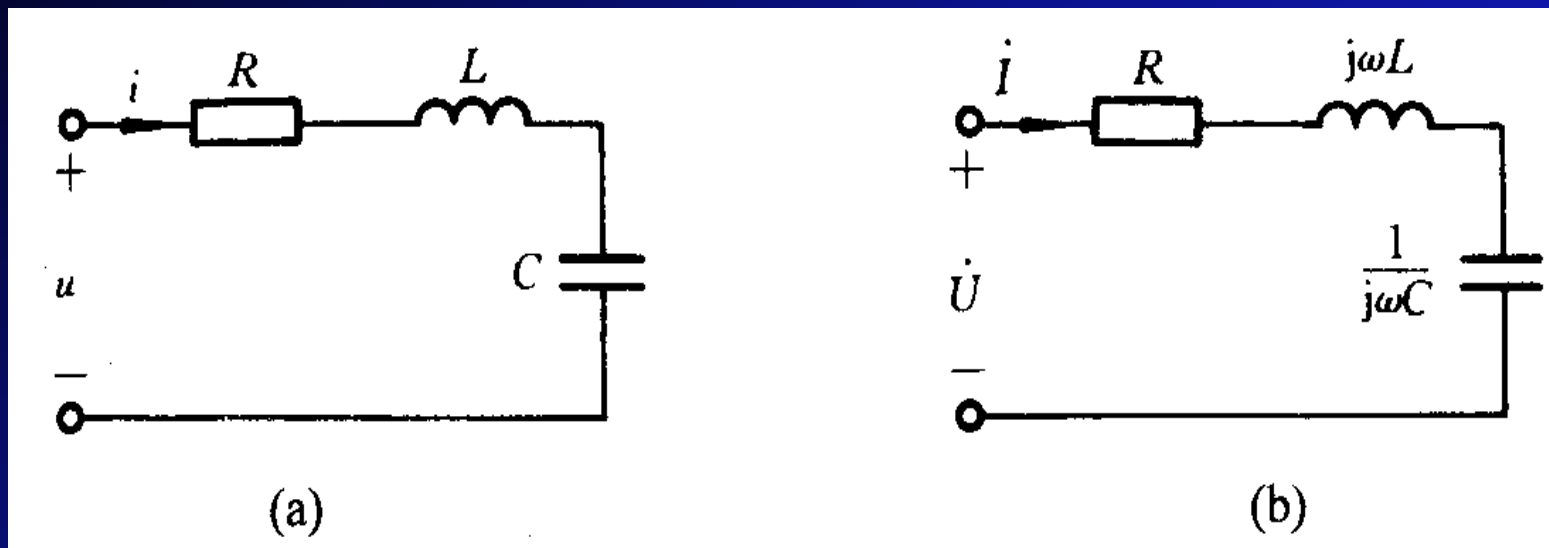 i R L
+
u C
−
(a)
İ R jωL
+
U̇ 1/jωC
−
(b)